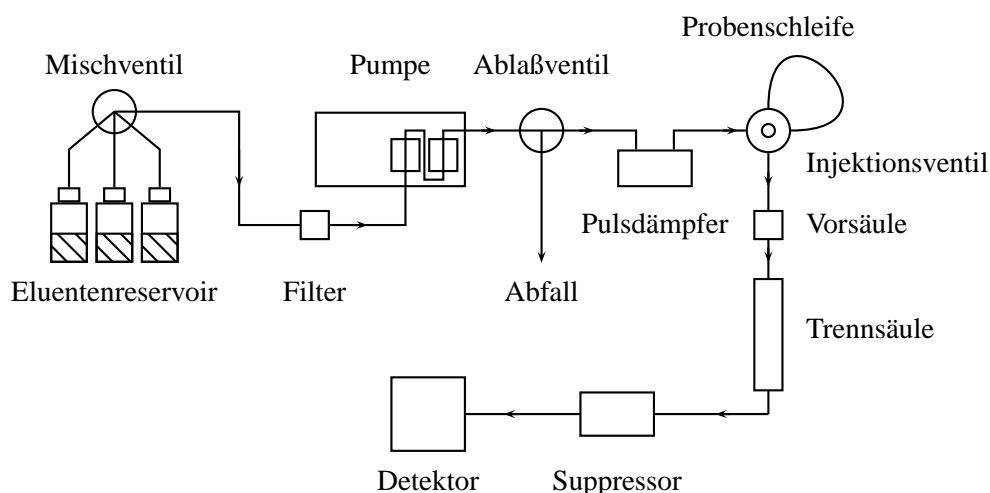 Probenschleife
Mischventil
Pumpe
Ablaßventil
Injektionsventil
Pulsdämpfer
Vorsäule
Eluentenreservoir
Filter
Abfall
Trennsäule
Detektor
Suppressor